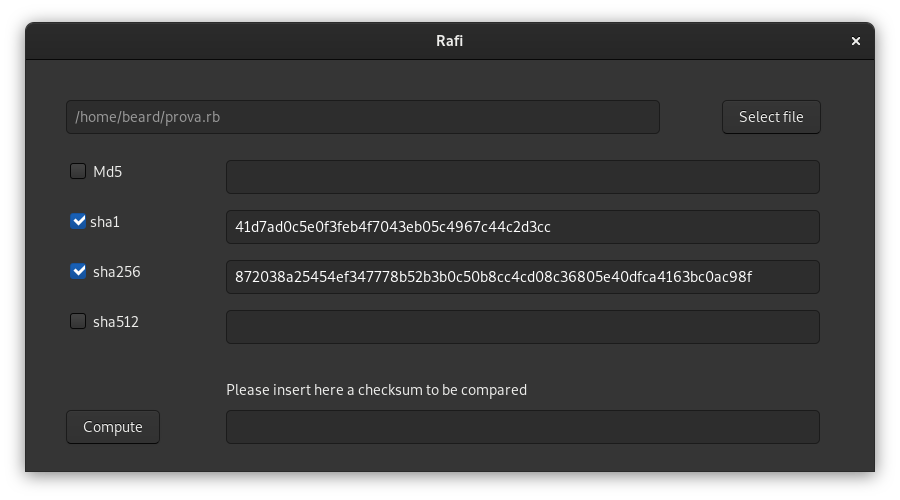 Rafi
/home/beard/prova.rb
Select file
Md5
sha1
41d7ad0c5e0f3feb4f7043eb05c4967c44c2d3cc
sha256
872038a25454ef347778b52b3b0c50b8cc4cd08c36805e40dfca4163bc0ac98f
sha512
Please insert here a checksum to be compared
Compute